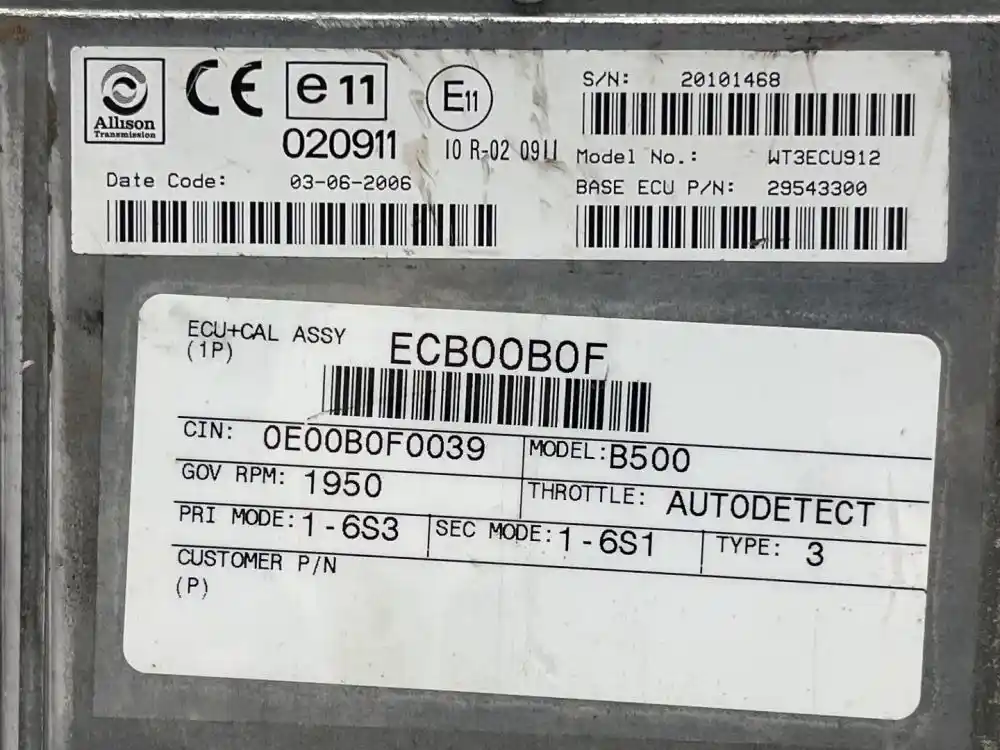 Allison
Transmission
CE
e 11
E11
020911
10 R-02 0911
Date Code: 03-06-2006
S/N: 20101468
Model No.: WT3ECU912
BASE ECU P/N: 29543300
ECU+CAL ASSY ECB00B0F
(1P)
CIN: 0E00B0F0039 MODEL: B500
GOV RPM: 1950 THROTTLE: AUTODETECT
PRI MODE: 1-6S3 SEC MODE: 1-6S1 TYPE: 3
CUSTOMER P/N
(P)